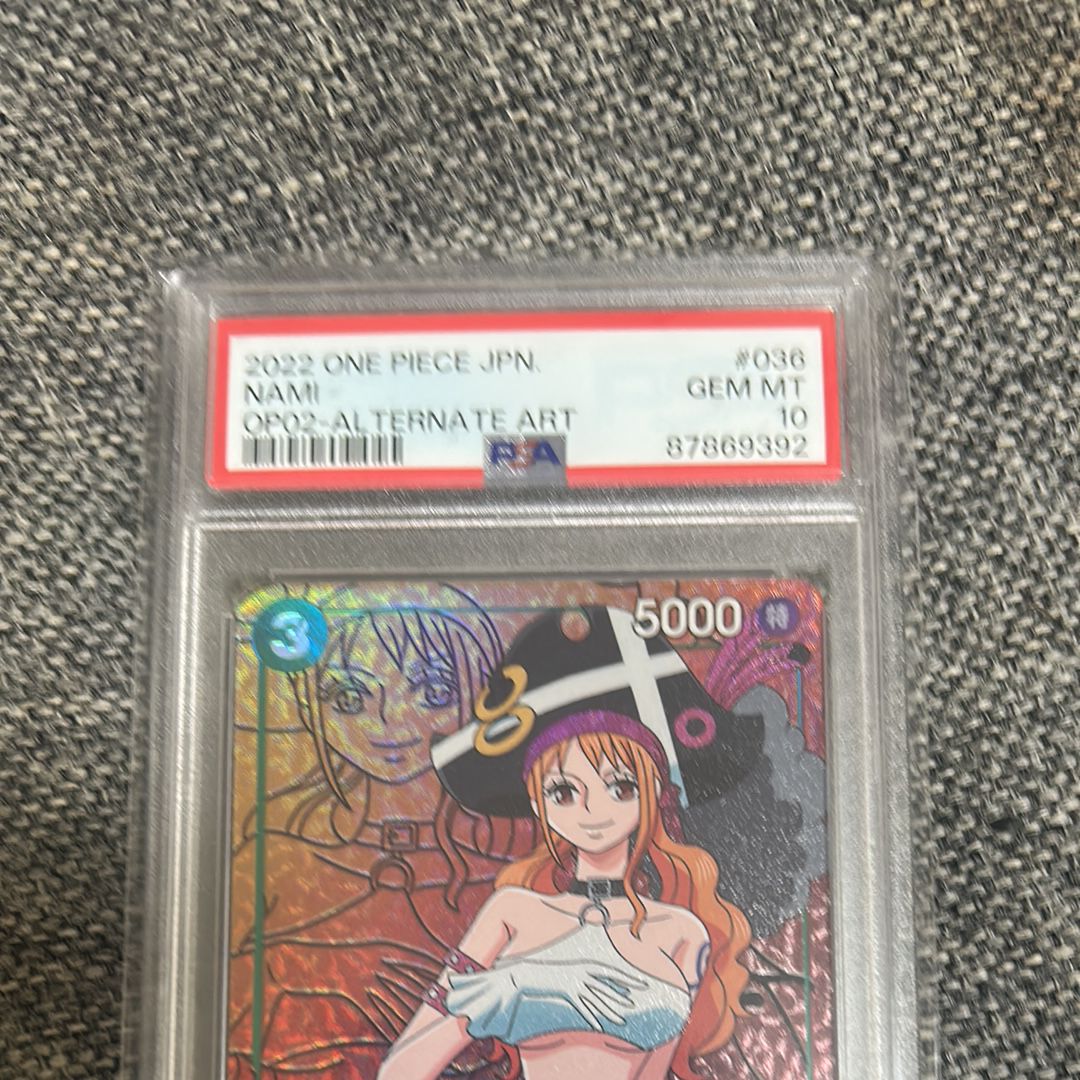 2022 ONE PIECE JPN. #036
NAMI GEM MT
OP02-ALTERNATE ART 10
PSA 87869392
3 5000 特